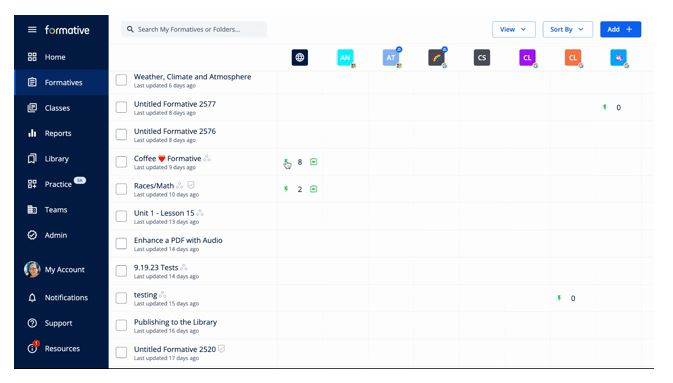 formative
Search My Formatives or Folders...
View
Sort By
Add +
Home
Formatives
Classes
Reports
Library
Practice
Teams
Admin
My Account
Notifications
Support
Resources
1
AN
AT
CS
CL
CL
Weather, Climate and Atmosphere
Last updated 6 days ago
Untitled Formative 2577
Last updated 8 days ago
0
Untitled Formative 2576
Last updated 8 days ago
Coffee ❤️ Formative
Last updated 9 days ago
8
Races/Math
Last updated 10 days ago
2
Unit 1 - Lesson 15
Last updated 13 days ago
Enhance a PDF with Audio
Last updated 14 days ago
9.19.23 Tests
Last updated 14 days ago
testing
Last updated 15 days ago
0
Publishing to the Library
Last updated 16 days ago
Untitled Formative 2520
Last updated 17 days ago